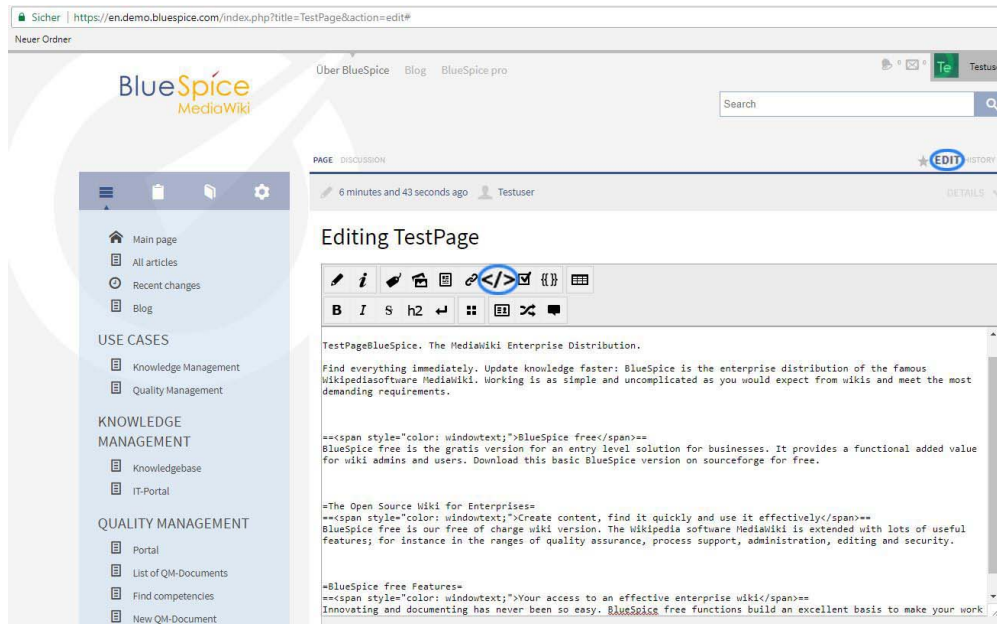 Sicher | https://en.demo.bluespice.com/index.php?title=TestPage&action=edit#
Neuer Ordner
BlueSpice
MediaWiki
Über BlueSpice Blog BlueSpice pro
0 0 Te Testuse
Search
PAGE DISCUSSION
EDIT HISTORY
6 minutes and 43 seconds ago Testuser
DETAILS
Main page
All articles
Recent changes
Blog
USE CASES
Knowledge Management
Quality Management
KNOWLEDGE
MANAGEMENT
Knowledgebase
IT-Portal
QUALITY MANAGEMENT
Portal
List of QM-Documents
Find competencies
New QM-Document
Editing TestPage
i </> {{}}
B I S h2
TestPageBlueSpice. The MediaWiki Enterprise Distribution.
Find everything immediately. Update knowledge faster: BlueSpice is the enterprise distribution of the famous
Wikipediasoftware MediaWiki. Working is as simple and uncomplicated as you would expect from wikis and meet the most
demanding requirements.
==<span style="color: windowtext;">BlueSpice free</span>==
BlueSpice free is the gratis version for an entry level solution for businesses. It provides a functional added value
for wiki admins and users. Download this basic BlueSpice version on sourceforge for free.
=The Open Source Wiki for Enterprises=
==<span style="color: windowtext;">Create content, find it quickly and use it effectively</span>==
BlueSpice free is our free of charge wiki version. The Wikipedia software MediaWiki is extended with lots of useful
features; for instance in the ranges of quality assurance, process support, administration, editing and security.
=BlueSpice free Features=
==<span style="color: windowtext;">Your access to an effective enterprise wiki</span>==
Innovating and documenting has never been so easy. BlueSpice free functions build an excellent basis to make your work